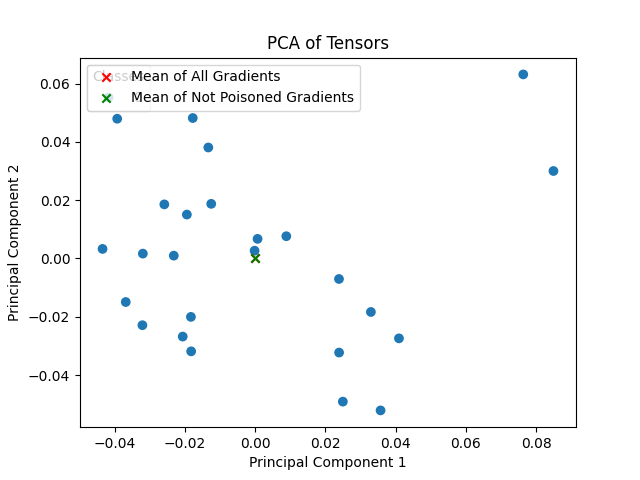 PCA of Tensors
Mean of All Gradients
Mean of Not Poisoned Gradients
0.06
0.04
0.02
0.00
−0.02
−0.04
Principal Component 2
−0.04
−0.02
0.00
0.02
0.04
0.06
0.08
Principal Component 1